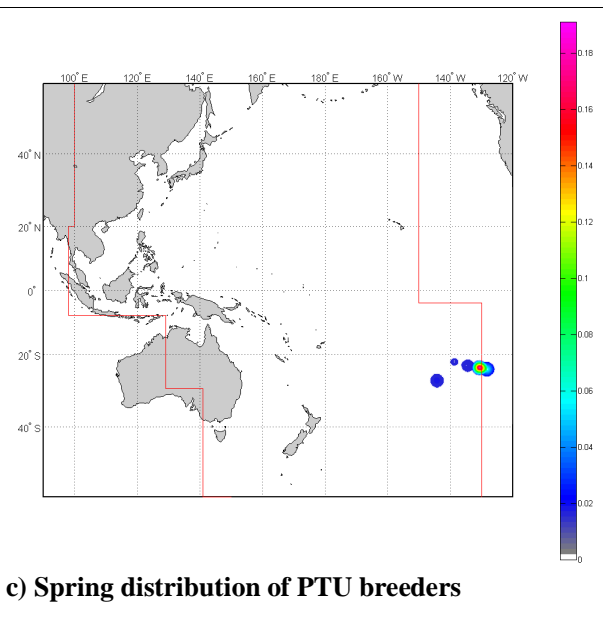 100° E 120° E 140° E 160° E 180° E 160° W 140° W 120° W
40° N
20° N
0°
20° S
40° S
0.18
0.16
0.14
0.12
0.1
0.08
0.06
0.04
0.02
0
c) Spring distribution of PTU breeders